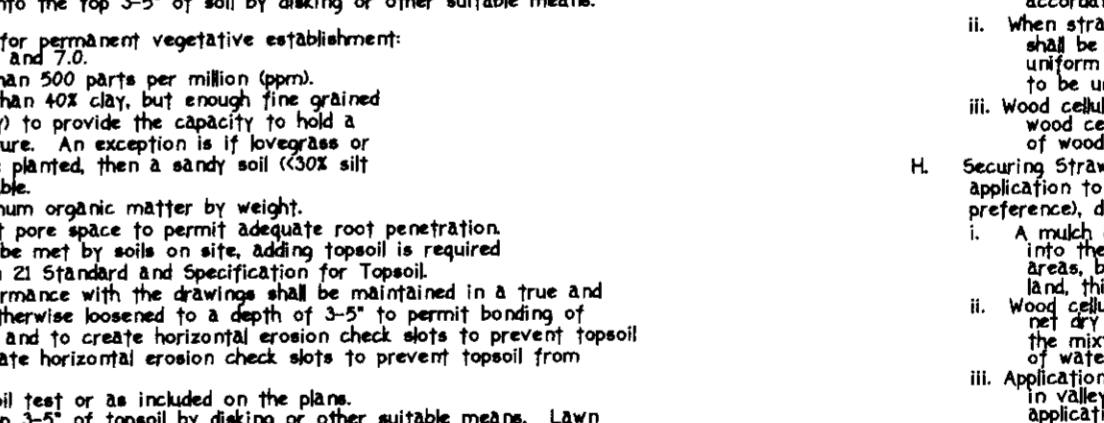 nto the top 3-5" of soil by disking or other suitable means.
for permanent vegetative establishment:
and 7.0.
han 500 parts per million (ppm).
han 40% clay, but enough fine grained
y) to provide the capacity to hold a
ure. An exception is if lovegrass or
e planted, then a sandy soil (<30% silt
ble.
num organic matter by weight.
t pore space to permit adequate root penetration.
be met by soils on site, adding topsoil is required
n 21 Standard and Specification for Topsoil.
rmance with the drawings shall be maintained in a true and
therwise loosened to a depth of 3-5" to permit bonding of
and to create horizontal erosion check slots to prevent topsoil
ate horizontal erosion check slots to prevent topsoil from
oil test or as included on the plans.
p 3-5" of topsoil by disking or other suitable means. Lawn
ii. When stra
shall be
uniform
to be u
iii. Wood cellul
wood ce
of wood
H. Securing Straw
application to
preference), d
i. A mulch
into the
areas, b
land, thi
ii. Wood cellu
net dry
the mixt
of wate
iii. Application
in valley
applicati